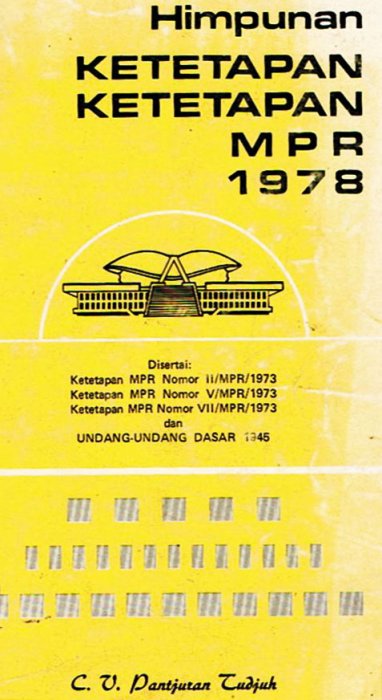 Himpunan
KETETAPAN
KETETAPAN
MPR
1978
Disertai:
Ketetapan MPR Nomor II/MPR/1973
Ketetapan MPR Nomor V/MPR/1973
Ketetapan MPR Nomor VII/MPR/1973
dan
UNDANG-UNDANG DASAR 1945
C. V. Pantjuran Tudjuh